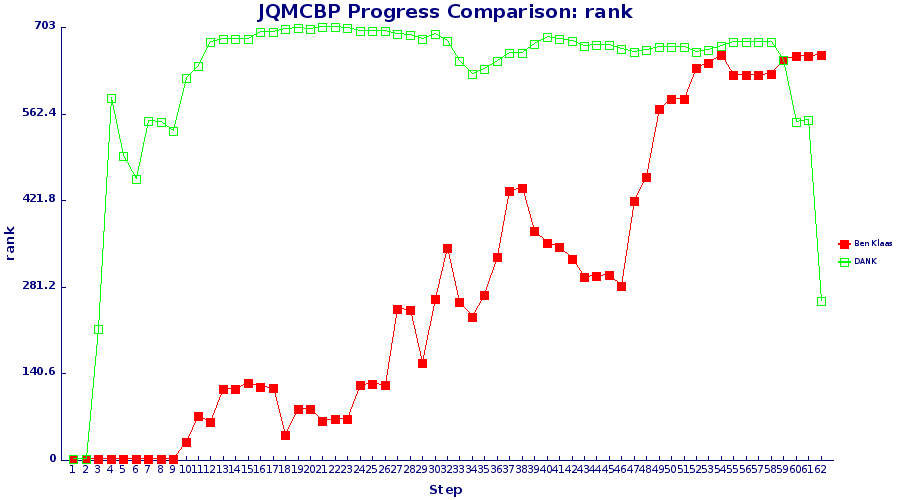 JQMCBP Progress Comparison: rank
703
562.4
421.8
281.2
140.6
0
rank
Ben Klaas
DANK
1 2 3 4 5 6 7 8 9 10 11 12 13 14 15 16 17 18 19 20 21 22 23 24 25 26 27 28 29 30 31 32 33 34 35 36 37 38 39 40 41 42 43 44 45 46 47 48 49 50 51 52 53 54 55 56 57 58 59 60 61 62
Step